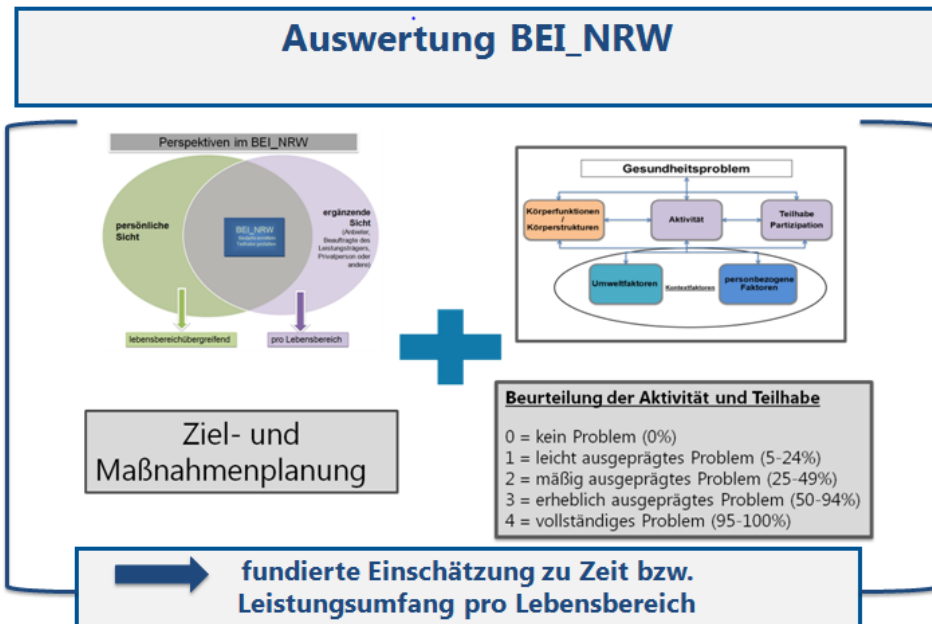 Auswertung BEI_NRW
Perspektiven im BEI_NRW
persönliche
Sicht
BEI_NRW
ergänzende
Sicht
(Anbieter,
Beauftragte des
Leistungsträgers,
Privatperson oder
andere)
lebensbereichübergreifend
pro Lebensbereich
Gesundheitsproblem
Körperfunktionen
/
Körperstrukturen
Aktivität
Teilhabe
Partizipation
Umweltfaktoren
Kontextfaktoren
personbezogene
Faktoren
Ziel- und
Maßnahmenplanung
Beurteilung der Aktivität und Teilhabe
0 = kein Problem (0%)
1 = leicht ausgeprägtes Problem (5-24%)
2 = mäßig ausgeprägtes Problem (25-49%)
3 = erheblich ausgeprägtes Problem (50-94%)
4 = vollständiges Problem (95-100%)
fundierte Einschätzung zu Zeit bzw.
Leistungsumfang pro Lebensbereich